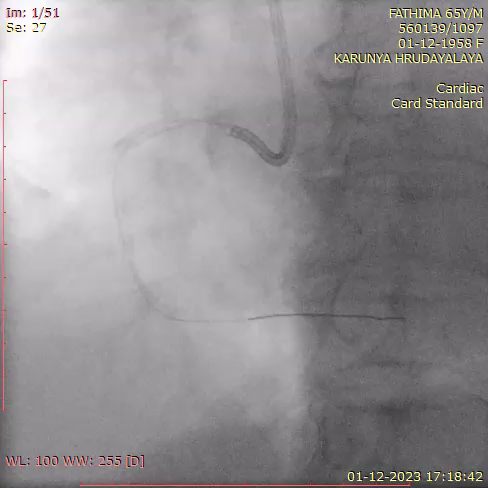 Im: 1/51
Se: 27
FATHIMA 65Y/M
560139/1097
01-12-1958 F
KARUNYA HRUDAYALAYA
Cardiac
Card Standard
WL: 100 WW: 255 [D]
01-12-2023 17:18:42